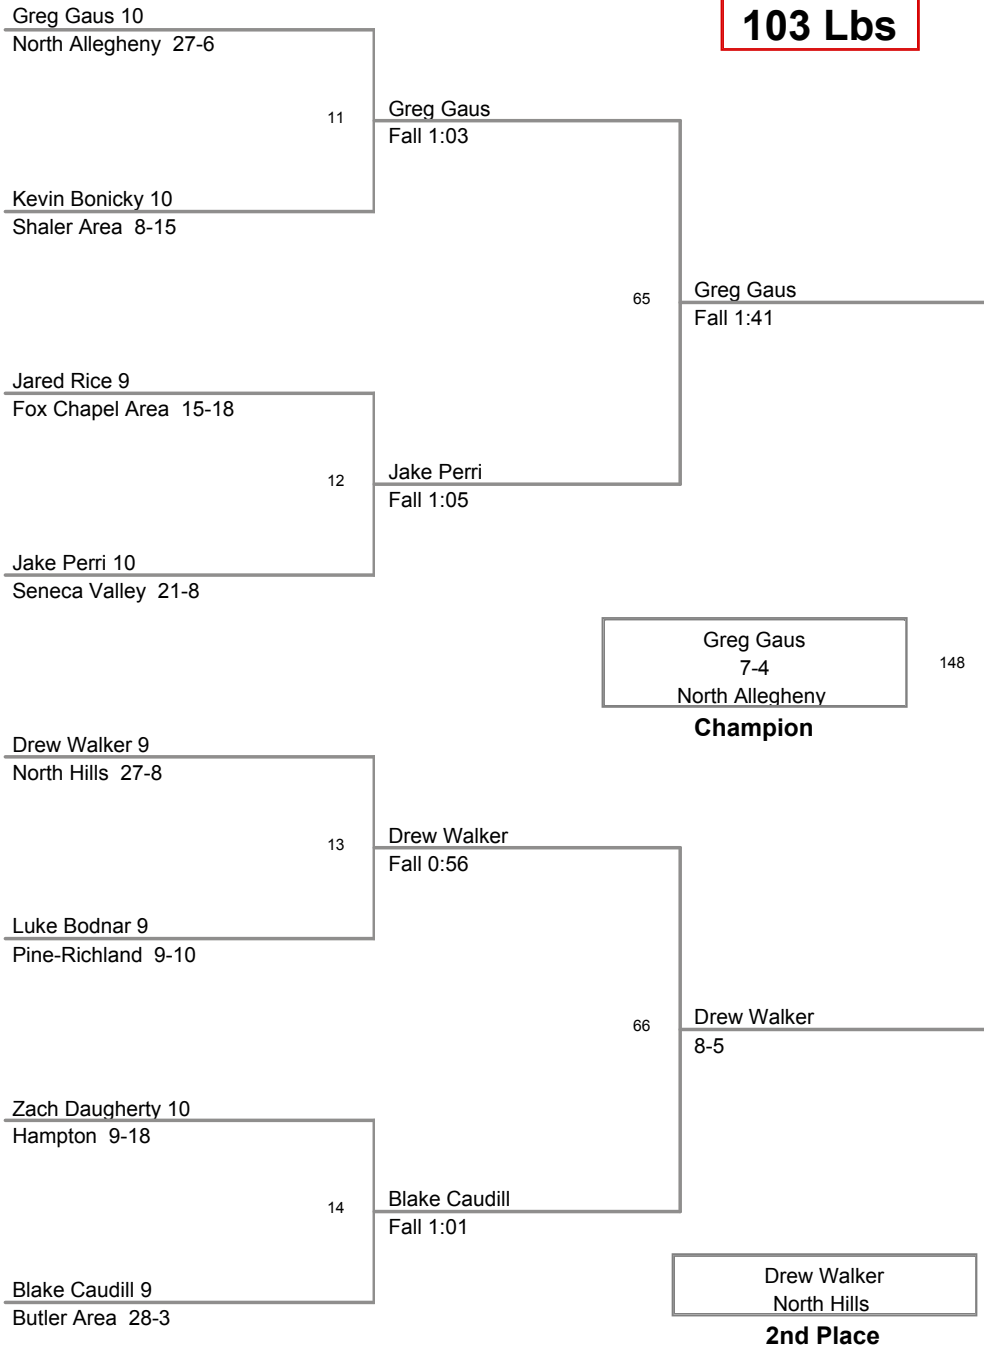 Greg Gaus 10
103 Lbs
North Allegheny 27-6
11
Greg Gaus
Fall 1:03
Kevin Bonicky 10
Shaler Area 8-15
65
Greg Gaus
Fall 1:41
Jared Rice 9
Fox Chapel Area 15-18
12
Jake Perri
Fall 1:05
Jake Perri 10
Seneca Valley 21-8
Greg Gaus
7-4
North Allegheny
148
Champion
Drew Walker 9
North Hills 27-8
13
Drew Walker
Fall 0:56
Luke Bodnar 9
Pine-Richland 9-10
66
Drew Walker
8-5
Zach Daugherty 10
Hampton 9-18
14
Blake Caudill
Fall 1:01
Blake Caudill 9
Butler Area 28-3
Drew Walker
North Hills
2nd Place